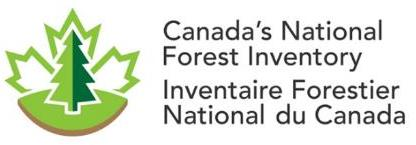 Canada's National
Forest Inventory
Inventaire Forestier
National du Canada